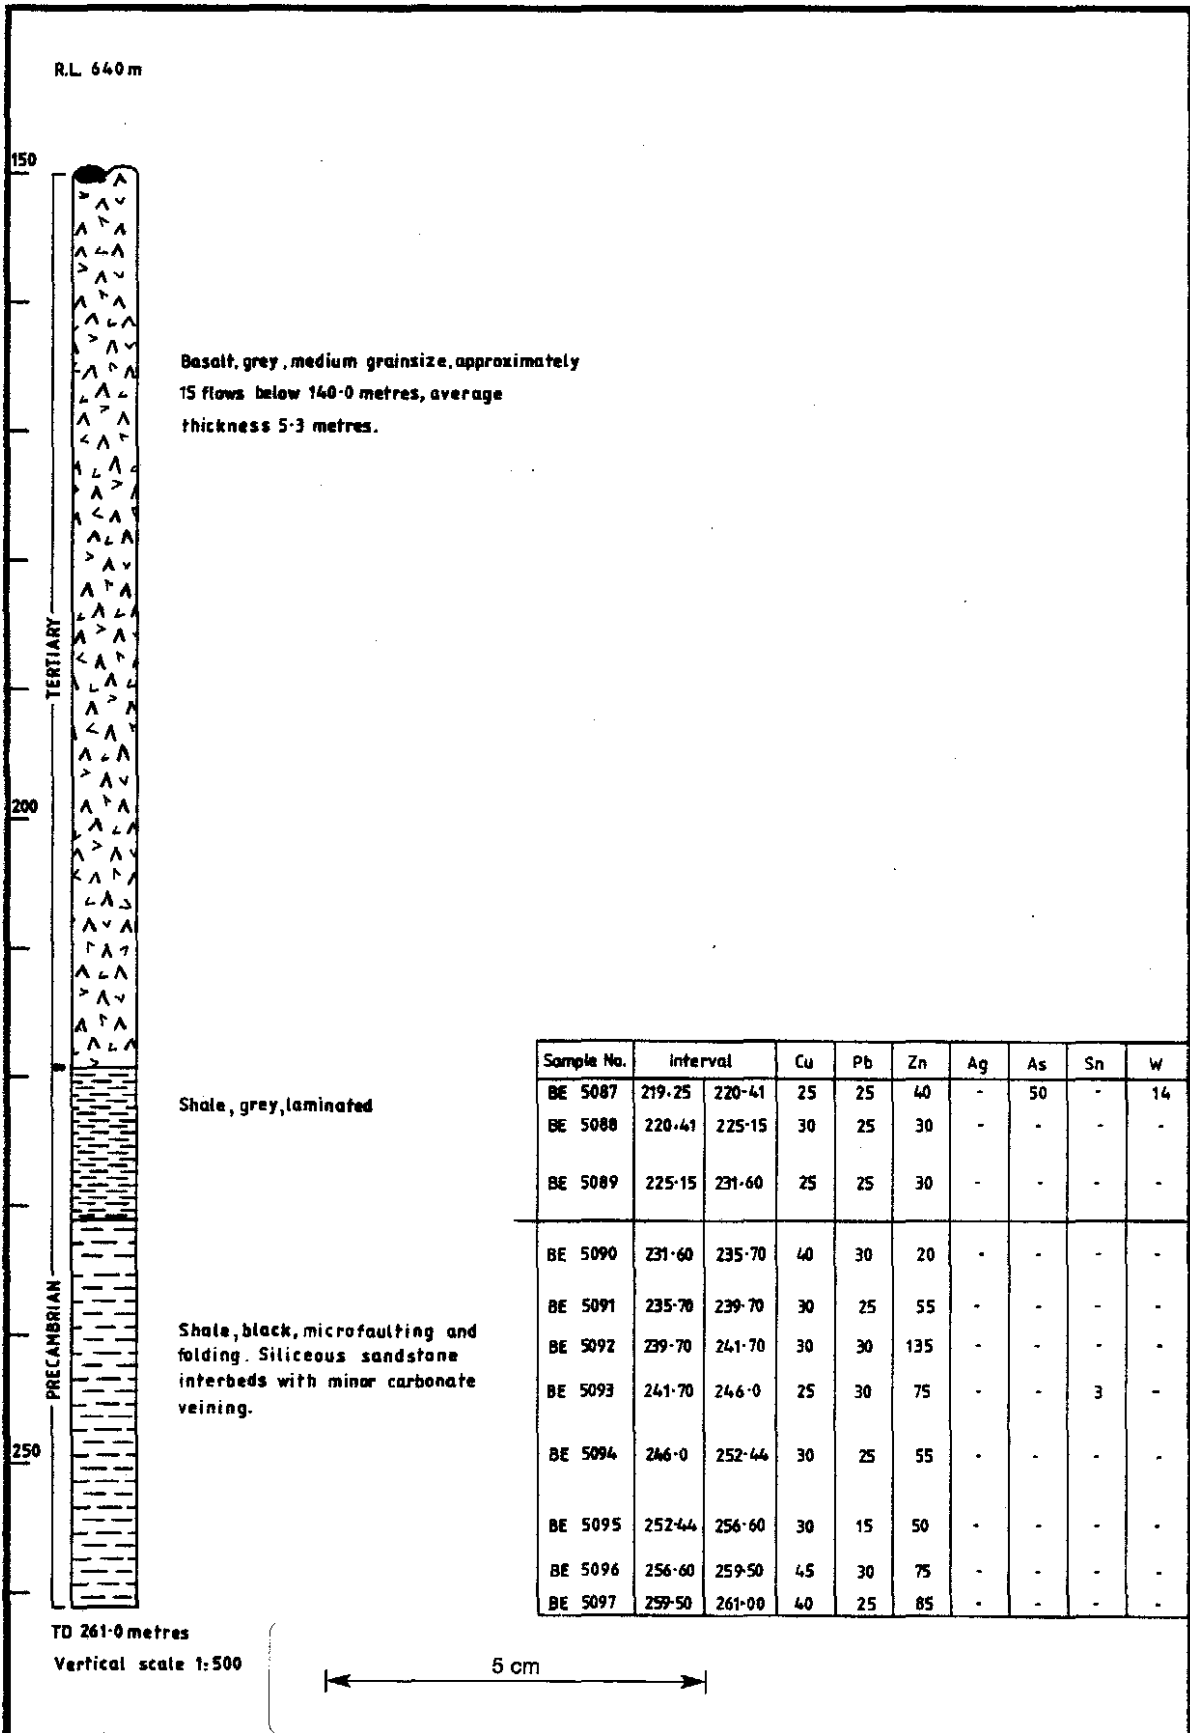 R.L. 640m
150
Basalt, grey, medium grainsize, approximately
15 flows below 140·0 metres, average
thickness 5·3 metres.
TERTIARY
200
Sample No. Interval Cu Pb Zn Ag As Sn W
BE 5087 219·25 220·41 25 25 40 - 50 - 14
Shale, grey, laminated
BE 5088 220·41 225·15 30 25 30 - - - -
BE 5089 225·15 231·60 25 25 30 - - - -
BE 5090 231·60 235·70 40 30 20 - - - -
BE 5091 235·70 239·70 30 25 55 - - - -
PRECAMBRIAN
Shale, black, microfaulting and
folding. Siliceous sandstone
interbeds with minor carbonate
veining.
BE 5092 239·70 241·70 30 30 135 - - - -
BE 5093 241·70 246·0 25 30 75 - - 3 -
250
BE 5094 246·0 252·44 30 25 55 - - - -
BE 5095 252·44 256·60 30 15 50 - - - -
BE 5096 256·60 259·50 45 30 75 - - - -
BE 5097 259·50 261·00 40 25 85 - - - -
TD 261·0 metres
Vertical scale 1:500
5 cm